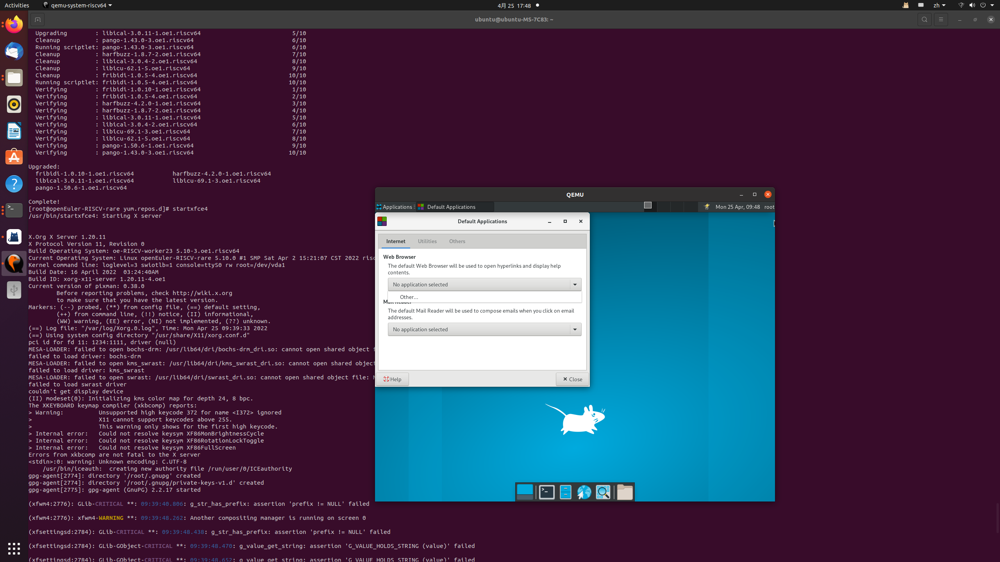 Activities
qemu-system-riscv64
4月 25 17:48
zh
ubuntu@ubuntu-MS-7C83: ~
Upgrading : libical-3.0.11-1.oe1.riscv64 5/10
Cleanup : pango-1.43.0-3.oe1.riscv64 6/10
Running scriptlet: pango-1.43.0-3.oe1.riscv64 6/10
Cleanup : harfbuzz-1.8.7-2.oe1.riscv64 7/10
Cleanup : libical-3.0.4-2.oe1.riscv64 8/10
Cleanup : libicu-62.1-5.oe1.riscv64 9/10
Cleanup : fribidi-1.0.5-4.oe1.riscv64 10/10
Running scriptlet: fribidi-1.0.5-4.oe1.riscv64 10/10
Verifying : fribidi-1.0.10-1.oe1.riscv64 1/10
Verifying : fribidi-1.0.5-4.oe1.riscv64 2/10
Verifying : harfbuzz-4.2.0-1.oe1.riscv64 3/10
Verifying : harfbuzz-1.8.7-2.oe1.riscv64 4/10
Verifying : libical-3.0.11-1.oe1.riscv64 5/10
Verifying : libical-3.0.4-2.oe1.riscv64 6/10
Verifying : libicu-69.1-3.oe1.riscv64 7/10
Verifying : libicu-62.1-5.oe1.riscv64 8/10
Verifying : pango-1.50.6-1.oe1.riscv64 9/10
Verifying : pango-1.43.0-3.oe1.riscv64 10/10
Upgraded:
fribidi-1.0.10-1.oe1.riscv64 harfbuzz-4.2.0-1.oe1.riscv64
libical-3.0.11-1.oe1.riscv64 libicu-69.1-3.oe1.riscv64
pango-1.50.6-1.oe1.riscv64
Complete!
[root@openEuler-RISCV-rare yum.repos.d]# startxfce4
/usr/bin/startxfce4: Starting X server
X.Org X Server 1.20.11
X Protocol Version 11, Revision 0
Build Operating System: oe-RISCV-worker23 5.10-3.oe1.riscv64
Current Operating System: Linux openEuler-RISCV-rare 5.10.0 #1 SMP Sat Apr 2 15:21:07 CST 2022 risc
Kernel command line: loglevel=3 swiotlb=1 console=ttyS0 rw root=/dev/vda1
Build Date: 16 April 2022 03:24:40AM
Build ID: xorg-x11-server 1.20.11-4.oe1
Current version of pixman: 0.38.0
Before reporting problems, check http://wiki.x.org
to make sure that you have the latest version.
Markers: (--) probed, (**) from config file, (==) default setting,
(++) from command line, (!!) notice, (II) informational,
(WW) warning, (EE) error, (NI) not implemented, (??) unknown.
(==) Log file: "/var/log/Xorg.0.log", Time: Mon Apr 25 09:39:33 2022
(==) Using system config directory "/usr/share/X11/xorg.conf.d"
pci id for fd 11: 1234:1111, driver (null)
MESA-LOADER: failed to open bochs-drm: /usr/lib64/dri/bochs-drm_dri.so: cannot open shared object f
failed to load driver: bochs-drm
MESA-LOADER: failed to open kms_swrast: /usr/lib64/dri/kms_swrast_dri.so: cannot open shared object
failed to load driver: kms_swrast
MESA-LOADER: failed to open swrast: /usr/lib64/dri/swrast_dri.so: cannot open shared object file: N
failed to load swrast driver
couldn't get display device
(II) modeset(0): Initializing kms color map for depth 24, 8 bpc.
The XKEYBOARD keymap compiler (xkbcomp) reports:
> Warning: Unsupported high keycode 372 for name <I372> ignored
> X11 cannot support keycodes above 255.
> This warning only shows for the first high keycode.
> Internal error: Could not resolve keysym XF86MonBrightnessCycle
> Internal error: Could not resolve keysym XF86RotationLockToggle
> Internal error: Could not resolve keysym XF86FullScreen
Errors from xkbcomp are not fatal to the X server
<stdin>:0: warning: Unknown encoding: C.UTF-8
/usr/bin/iceauth: creating new authority file /run/user/0/ICEauthority
gpg-agent[2774]: directory '/root/.gnupg' created
gpg-agent[2774]: directory '/root/.gnupg/private-keys-v1.d' created
gpg-agent[2775]: gpg-agent (GnuPG) 2.2.17 started
(xfwm4:2776): GLib-CRITICAL **: 09:39:40.806: g_str_has_prefix: assertion 'prefix != NULL' failed
(xfwm4:2776): xfwm4-WARNING **: 09:39:48.262: Another compositing manager is running on screen 0
(xfsettingsd:2784): GLib-CRITICAL **: 09:39:48.438: g_str_has_prefix: assertion 'prefix != NULL' failed
(xfsettingsd:2784): GLib-GObject-CRITICAL **: 09:39:48.470: g_value_get_string: assertion 'G_VALUE_HOLDS_STRING (value)' failed
(xfsettingsd:2784): GLib-GObject-CRITICAL **: 09:39:48.652: g_value_get_string: assertion 'G_VALUE_HOLDS_STRING (value)' failed
QEMU
Applications
Default Applications
Mon 25 Apr, 09:48
root
Default Applications
Internet Utilities Others
Web Browser
The default Web Browser will be used to open hyperlinks and display help
contents.
No application selected
Other...
Mail Reader
The default Mail Reader will be used to compose emails when you click on email
addresses.
No application selected
Help
Close